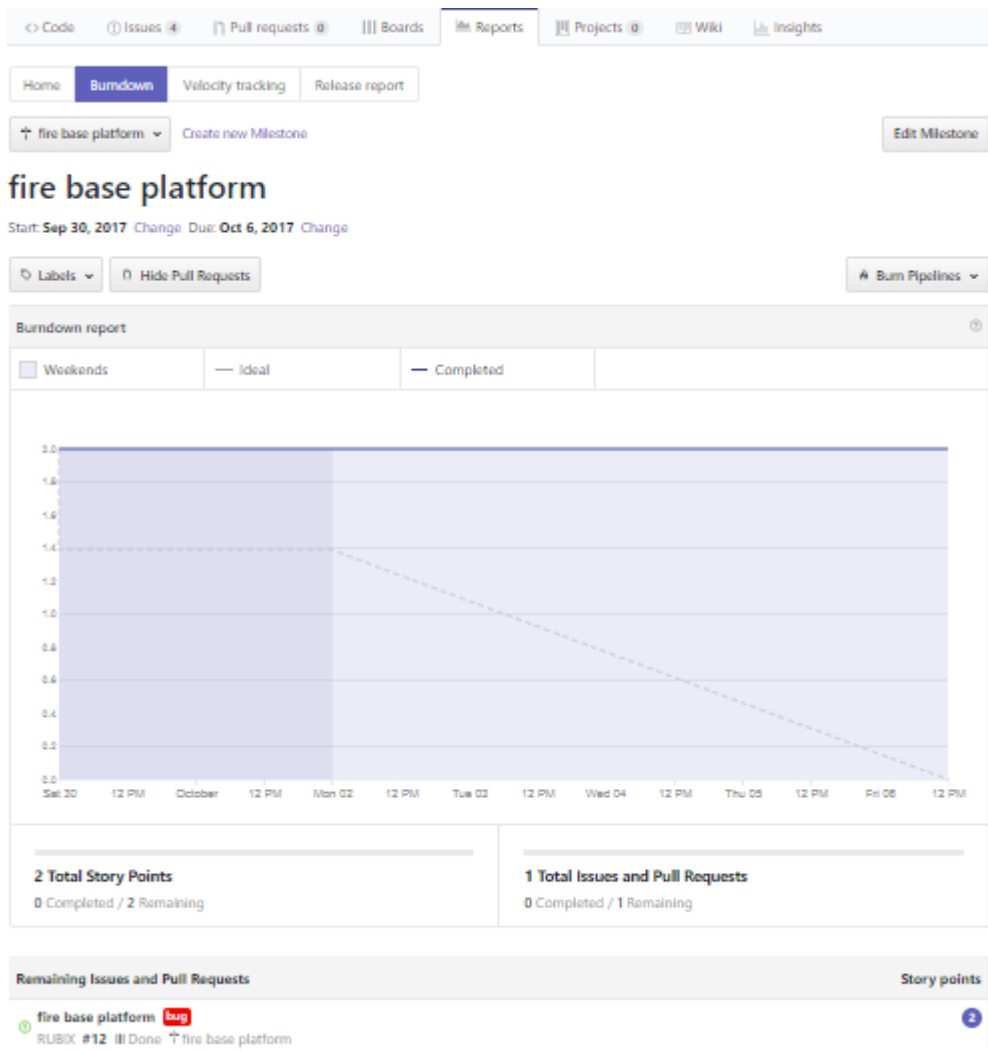 Code Issues 4 Pull requests 0 Boards Reports Projects 0 Wiki Insights
Home Burndown Velocity tracking Release report
fire base platform Create new Milestone Edit Milestone
fire base platform
Start: Sep 30, 2017 Change Due: Oct 6, 2017 Change
Labels Hide Pull Requests Burn Pipelines
Burndown report
Weekends Ideal Completed
2.0
1.8
1.6
1.4
1.2
1.0
0.8
0.6
0.4
0.2
0.0
Sat 30 12 PM October 12 PM Mon 02 12 PM Tue 03 12 PM Wed 04 12 PM Thu 05 12 PM Fri 06 12 PM
2 Total Story Points 1 Total Issues and Pull Requests
0 Completed / 2 Remaining 0 Completed / 1 Remaining
Remaining Issues and Pull Requests Story points
fire base platform bug 2
RUBIX #12 Done fire base platform